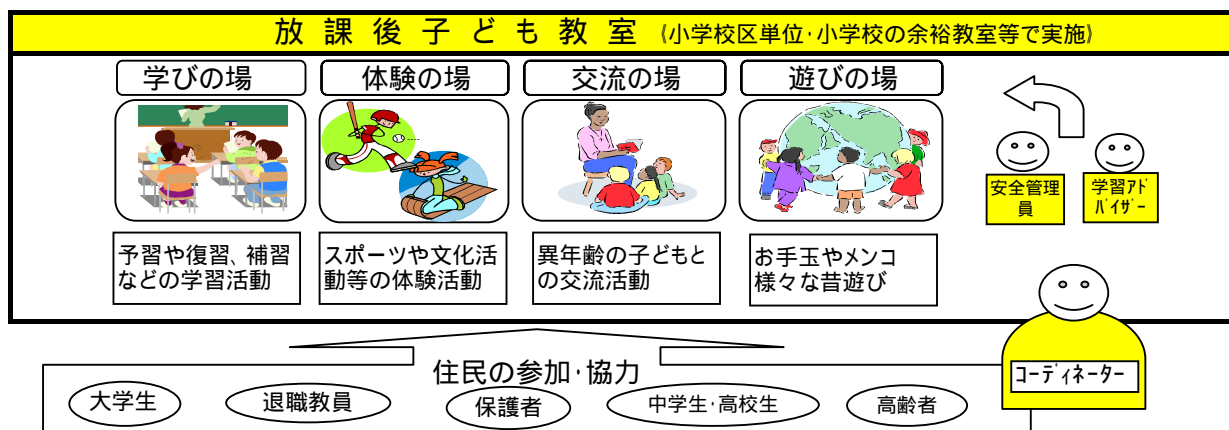 放課後子ども教室 《小学校区単位･小学校の余裕教室等で実施》
学びの場
体験の場
交流の場
遊びの場
安全管理
員
学習ｱﾄﾞ
ﾊﾞｲｻﾞｰ
予習や復習、補習
などの学習活動
スポーツや文化活
動等の体験活動
異年齢の子どもと
の交流活動
お手玉やメンコ
様々な昔遊び
コーディネーター
住民の参加･協力
大学生
退職教員
保護者
中学生･高校生
高齢者